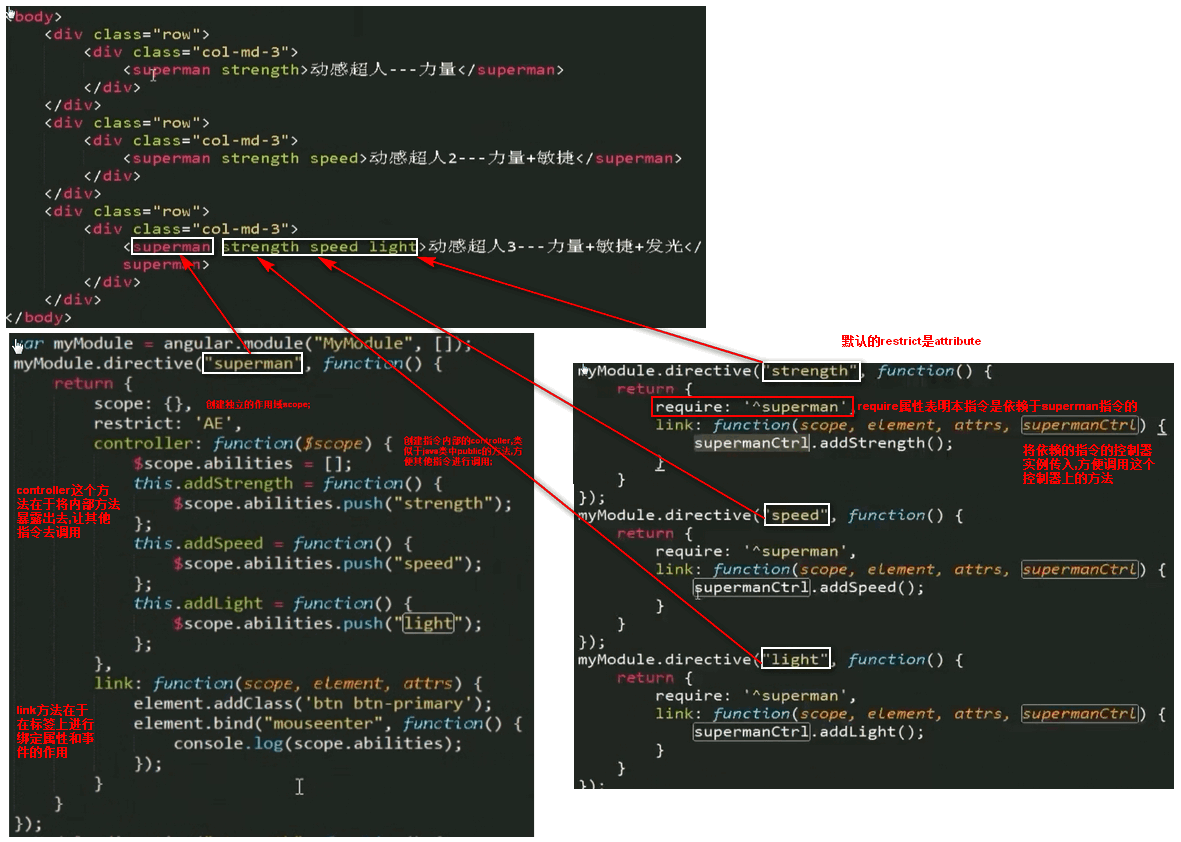 <body>
<div class="row">
<div class="col-md-3">
<superman strength>动感超人---力量</superman>
</div>
</div>
<div class="row">
<div class="col-md-3">
<superman strength speed>动感超人2---力量+敏捷</superman>
</div>
</div>
<div class="row">
<div class="col-md-3">
<superman strength speed light>动感超人3---力量+敏捷+发光</
superman>
</div>
</div>
</body>
var myModule = angular.module("MyModule", []);
myModule.directive("superman", function() {
return {
scope: {}, 创建独立的作用域scope;
restrict: 'AE',
controller: function($scope) {
创建指令内部的controller,类
似于java类中public的方法,方
便其他指令进行调用;
$scope.abilities = [];
this.addStrength = function() {
$scope.abilities.push("strength");
};
controller这个方
法在于将内部方法
暴露出去,让其他
指令去调用
this.addSpeed = function() {
$scope.abilities.push("speed");
};
this.addLight = function() {
$scope.abilities.push("light");
};
},
link: function(scope, element, attrs) {
element.addClass('btn btn-primary');
element.bind("mouseenter", function() {
console.log(scope.abilities);
});
}
}
});
link方法在于
在标签上进行
绑定属性和事
件的作用
默认的restrict是attribute
myModule.directive("strength", function() {
return {
require: '^superman', require属性表明本指令是依赖于superman指令的
link: function(scope, element, attrs, supermanCtrl) {
supermanCtrl.addStrength();
}
}
});
将依赖的指令的控制器
实例传入,方便调用这个
控制器上的方法
myModule.directive("speed", function() {
return {
require: '^superman',
link: function(scope, element, attrs, supermanCtrl) {
supermanCtrl.addSpeed();
}
}
});
myModule.directive("light", function() {
return {
require: '^superman',
link: function(scope, element, attrs, supermanCtrl) {
supermanCtrl.addLight();
}
}
});